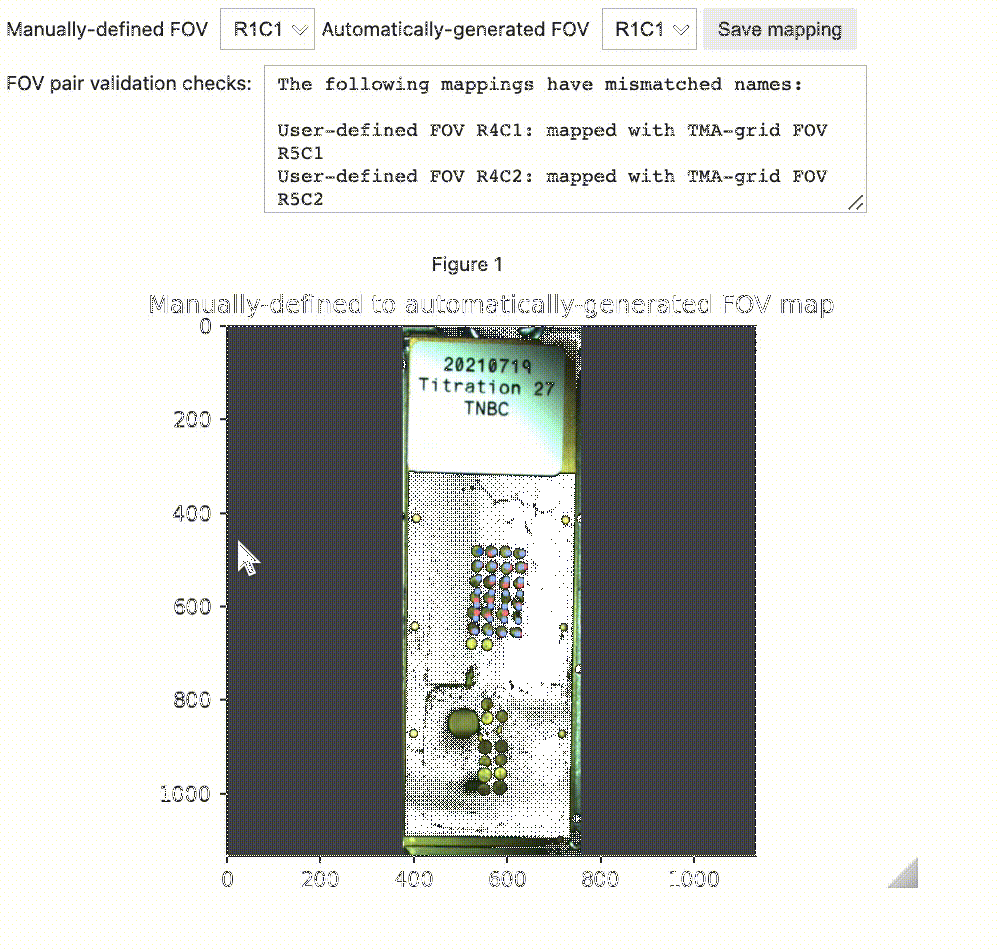 Manually-defined FOV R1C1 Automatically-generated FOV R1C1 Save mapping
FOV pair validation checks:
The following mappings have mismatched names:
User-defined FOV R4C1: mapped with TMA-grid FOV
R5C1
User-defined FOV R4C2: mapped with TMA-grid FOV
R5C2
Figure 1
Manually-defined to automatically-generated FOV map
0
200
400
600
800
1000
20210719
Titration 27
TNBC
0 200 400 600 800 1000